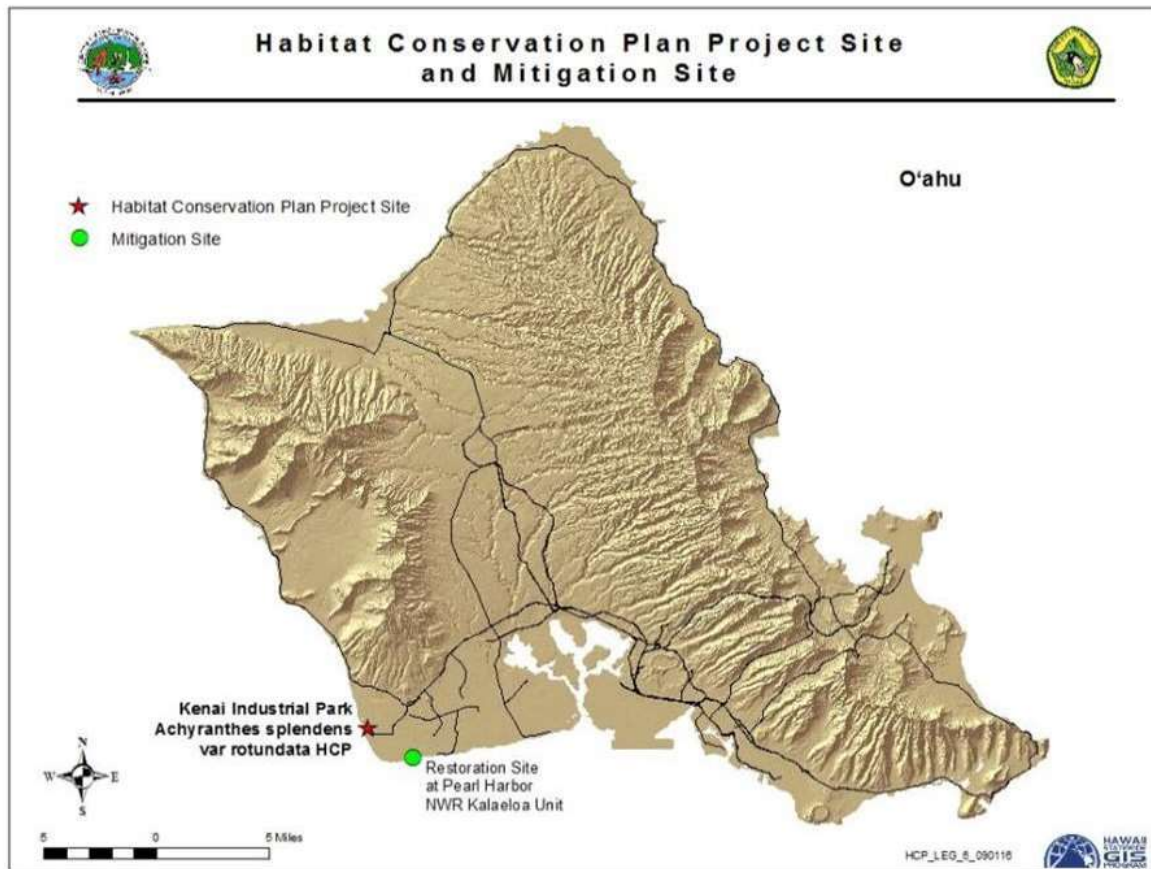 Habitat Conservation Plan Project Site
and Mitigation Site
O‘ahu
Habitat Conservation Plan Project Site
Mitigation Site
Kenai Industrial Park
Achyranthes splendens
var rotundata HCP
Restoration Site
at Pearl Harbor
NWR Kalaeloa Unit
N
W E
S
5 0 5 Miles
HCP_LEG_6_090116
HAWAII
STATEWIDE
GIS
PROGRAM